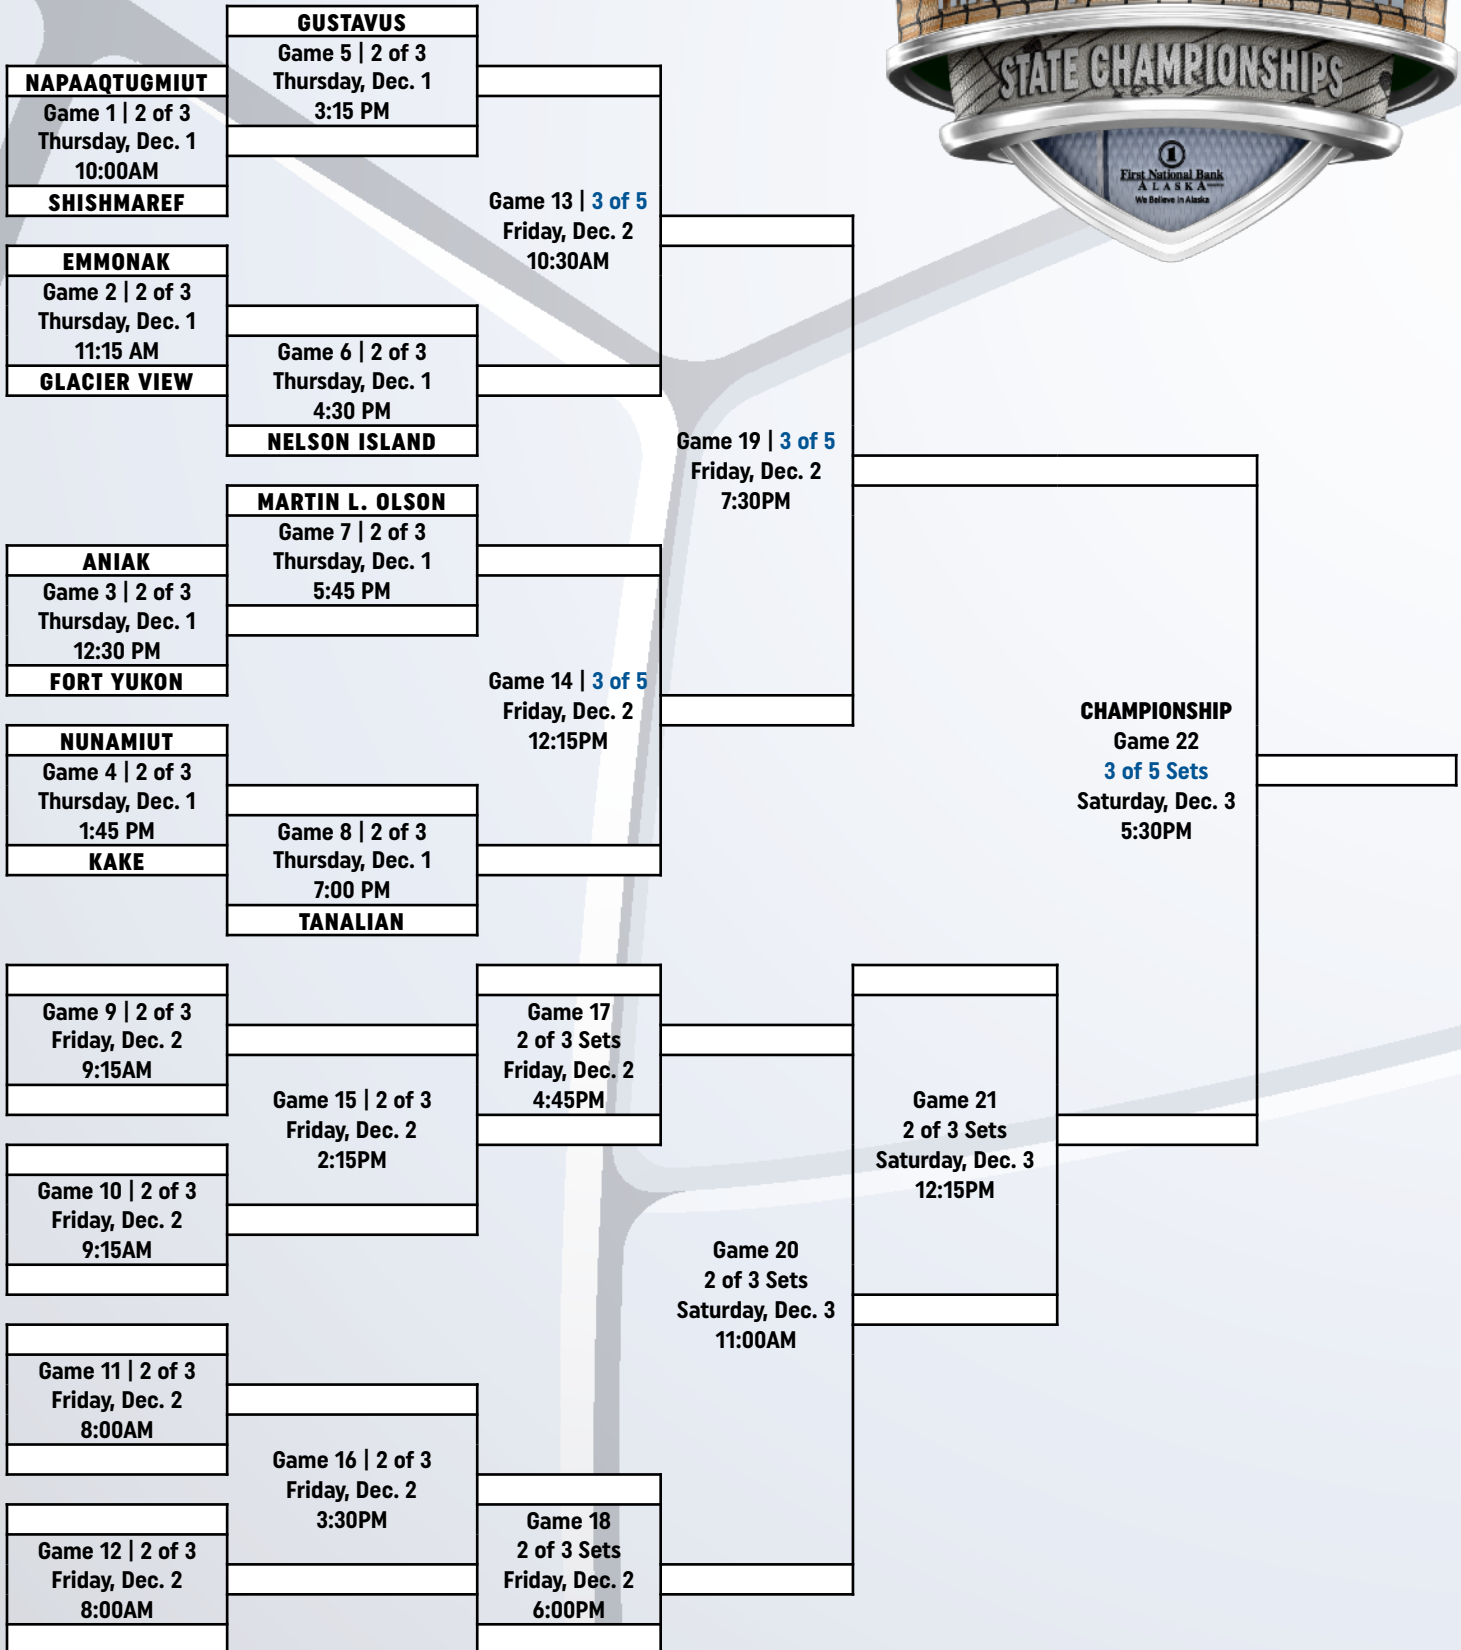 STATE CHAMPIONSHIPS
1
First National Bank
ALASKA
We Believe in Alaska
GUSTAVUS
Game 5 | 2 of 3
Thursday, Dec. 1
3:15 PM
NAPAAQTUGMIUT
Game 1 | 2 of 3
Thursday, Dec. 1
10:00AM
SHISHMAREF
Game 13 | 3 of 5
Friday, Dec. 2
10:30AM
EMMONAK
Game 2 | 2 of 3
Thursday, Dec. 1
11:15 AM
GLACIER VIEW
Game 6 | 2 of 3
Thursday, Dec. 1
4:30 PM
NELSON ISLAND
Game 19 | 3 of 5
Friday, Dec. 2
7:30PM
MARTIN L. OLSON
Game 7 | 2 of 3
Thursday, Dec. 1
5:45 PM
ANIAK
Game 3 | 2 of 3
Thursday, Dec. 1
12:30 PM
FORT YUKON
Game 14 | 3 of 5
Friday, Dec. 2
12:15PM
NUNAMIUT
Game 4 | 2 of 3
Thursday, Dec. 1
1:45 PM
KAKE
Game 8 | 2 of 3
Thursday, Dec. 1
7:00 PM
TANALIAN
CHAMPIONSHIP
Game 22
3 of 5 Sets
Saturday, Dec. 3
5:30PM
Game 9 | 2 of 3
Friday, Dec. 2
9:15AM
Game 17
2 of 3 Sets
Friday, Dec. 2
4:45PM
Game 15 | 2 of 3
Friday, Dec. 2
2:15PM
Game 21
2 of 3 Sets
Saturday, Dec. 3
12:15PM
Game 10 | 2 of 3
Friday, Dec. 2
9:15AM
Game 20
2 of 3 Sets
Saturday, Dec. 3
11:00AM
Game 11 | 2 of 3
Friday, Dec. 2
8:00AM
Game 16 | 2 of 3
Friday, Dec. 2
3:30PM
Game 18
2 of 3 Sets
Friday, Dec. 2
6:00PM
Game 12 | 2 of 3
Friday, Dec. 2
8:00AM